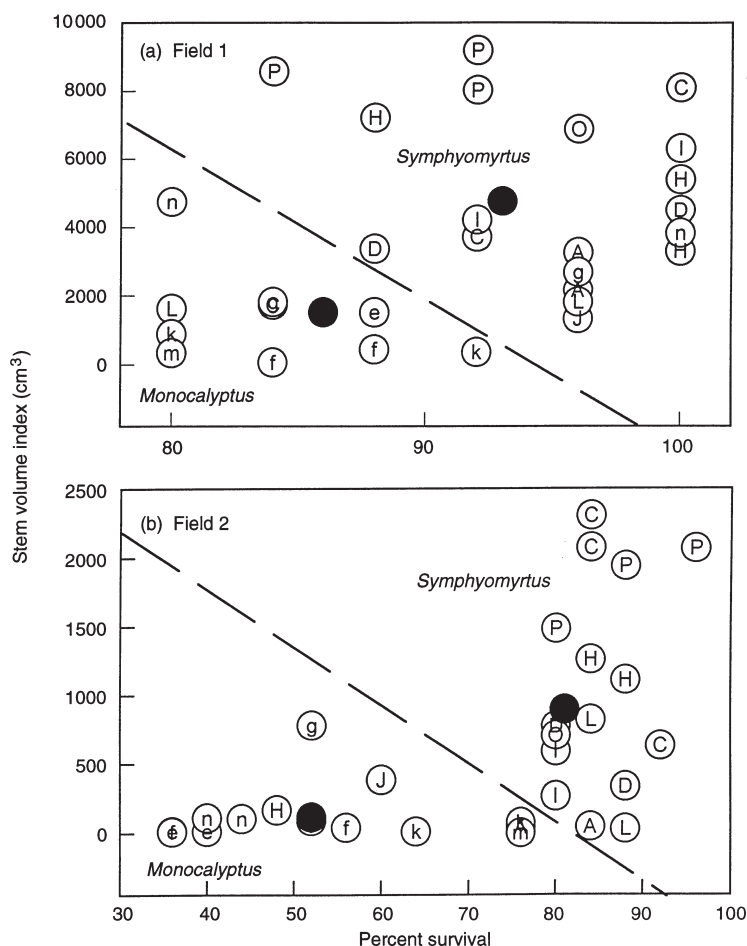 10000
(a) Field 1
P
P
P
C
8000
H
O
Symphyomyrtus
I
6000
H
n
D
I
n
4000
C
D
A
H
g
A
2000
g
L
L
e
J
k
f
k
m
f
0
Monocalyptus
80
90
100
Stem volume index (cm³)
2500
(b) Field 2
C
C
P
P
2000
Symphyomyrtus
P
1500
H
H
1000
g
L
O
C
I
500
J
I
D
H
n
n
f
k
m
A
L
e
0
Monocalyptus
30
40
50
60
70
80
90
100
Percent survival